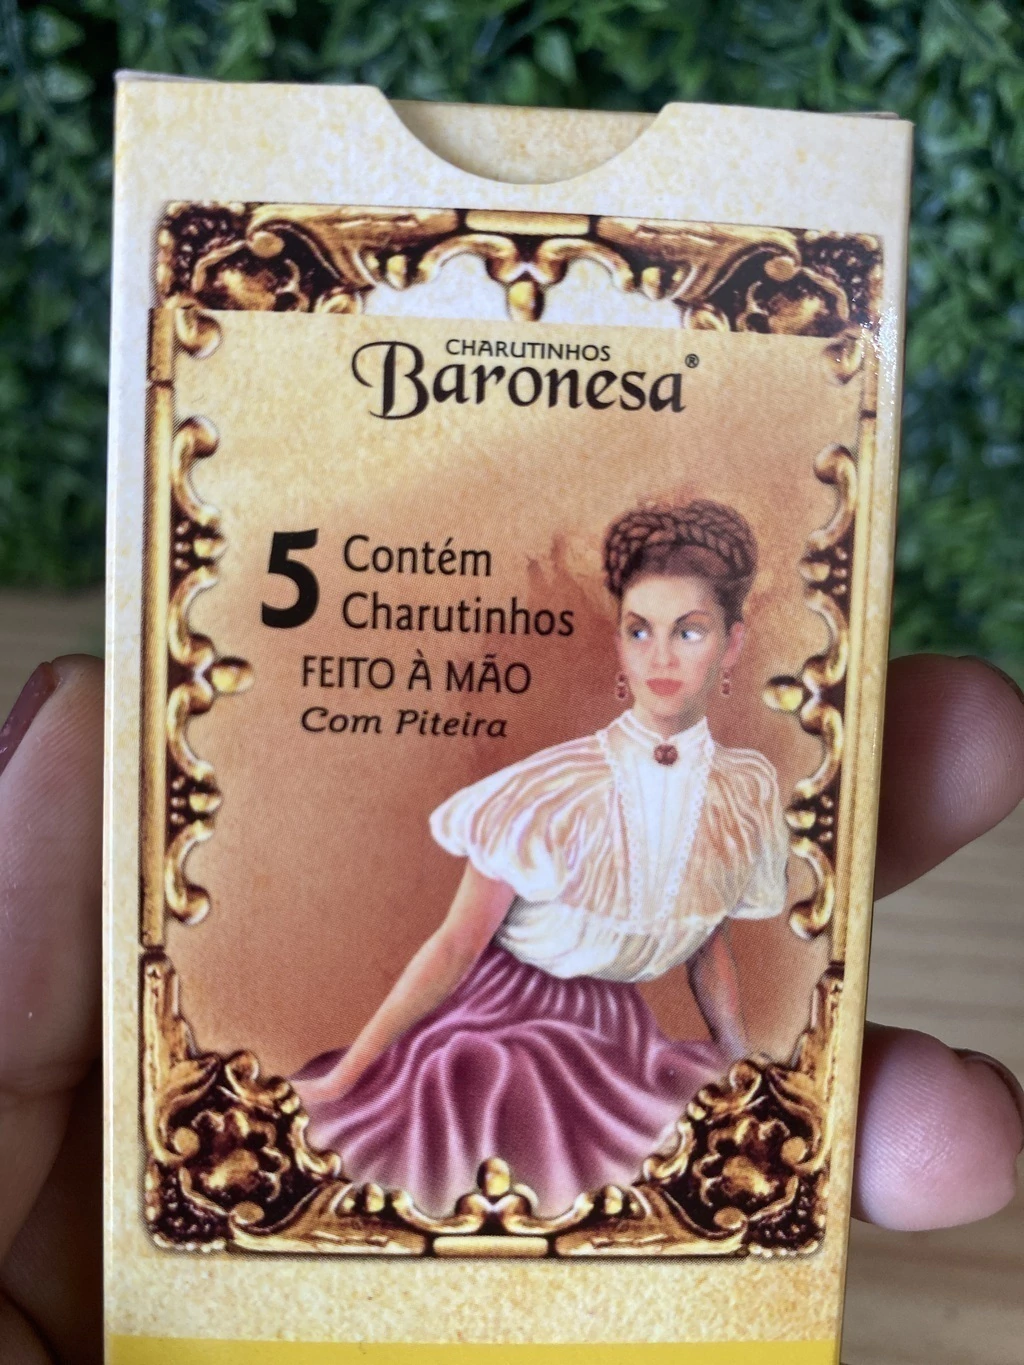 CHARUTINHOS
Baronesa®
5 Contém
Charutinhos
FEITO À MÃO
Com Piteira